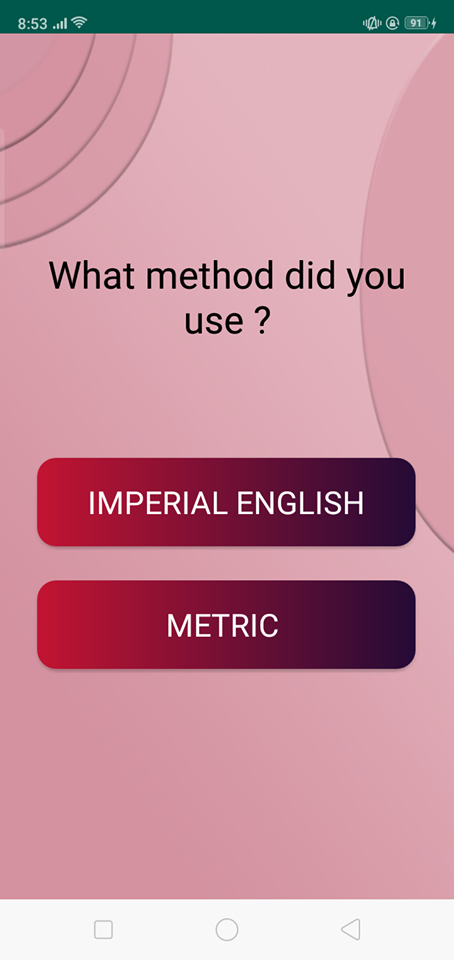 8:53
91
What method did you
use ?
IMPERIAL ENGLISH
METRIC